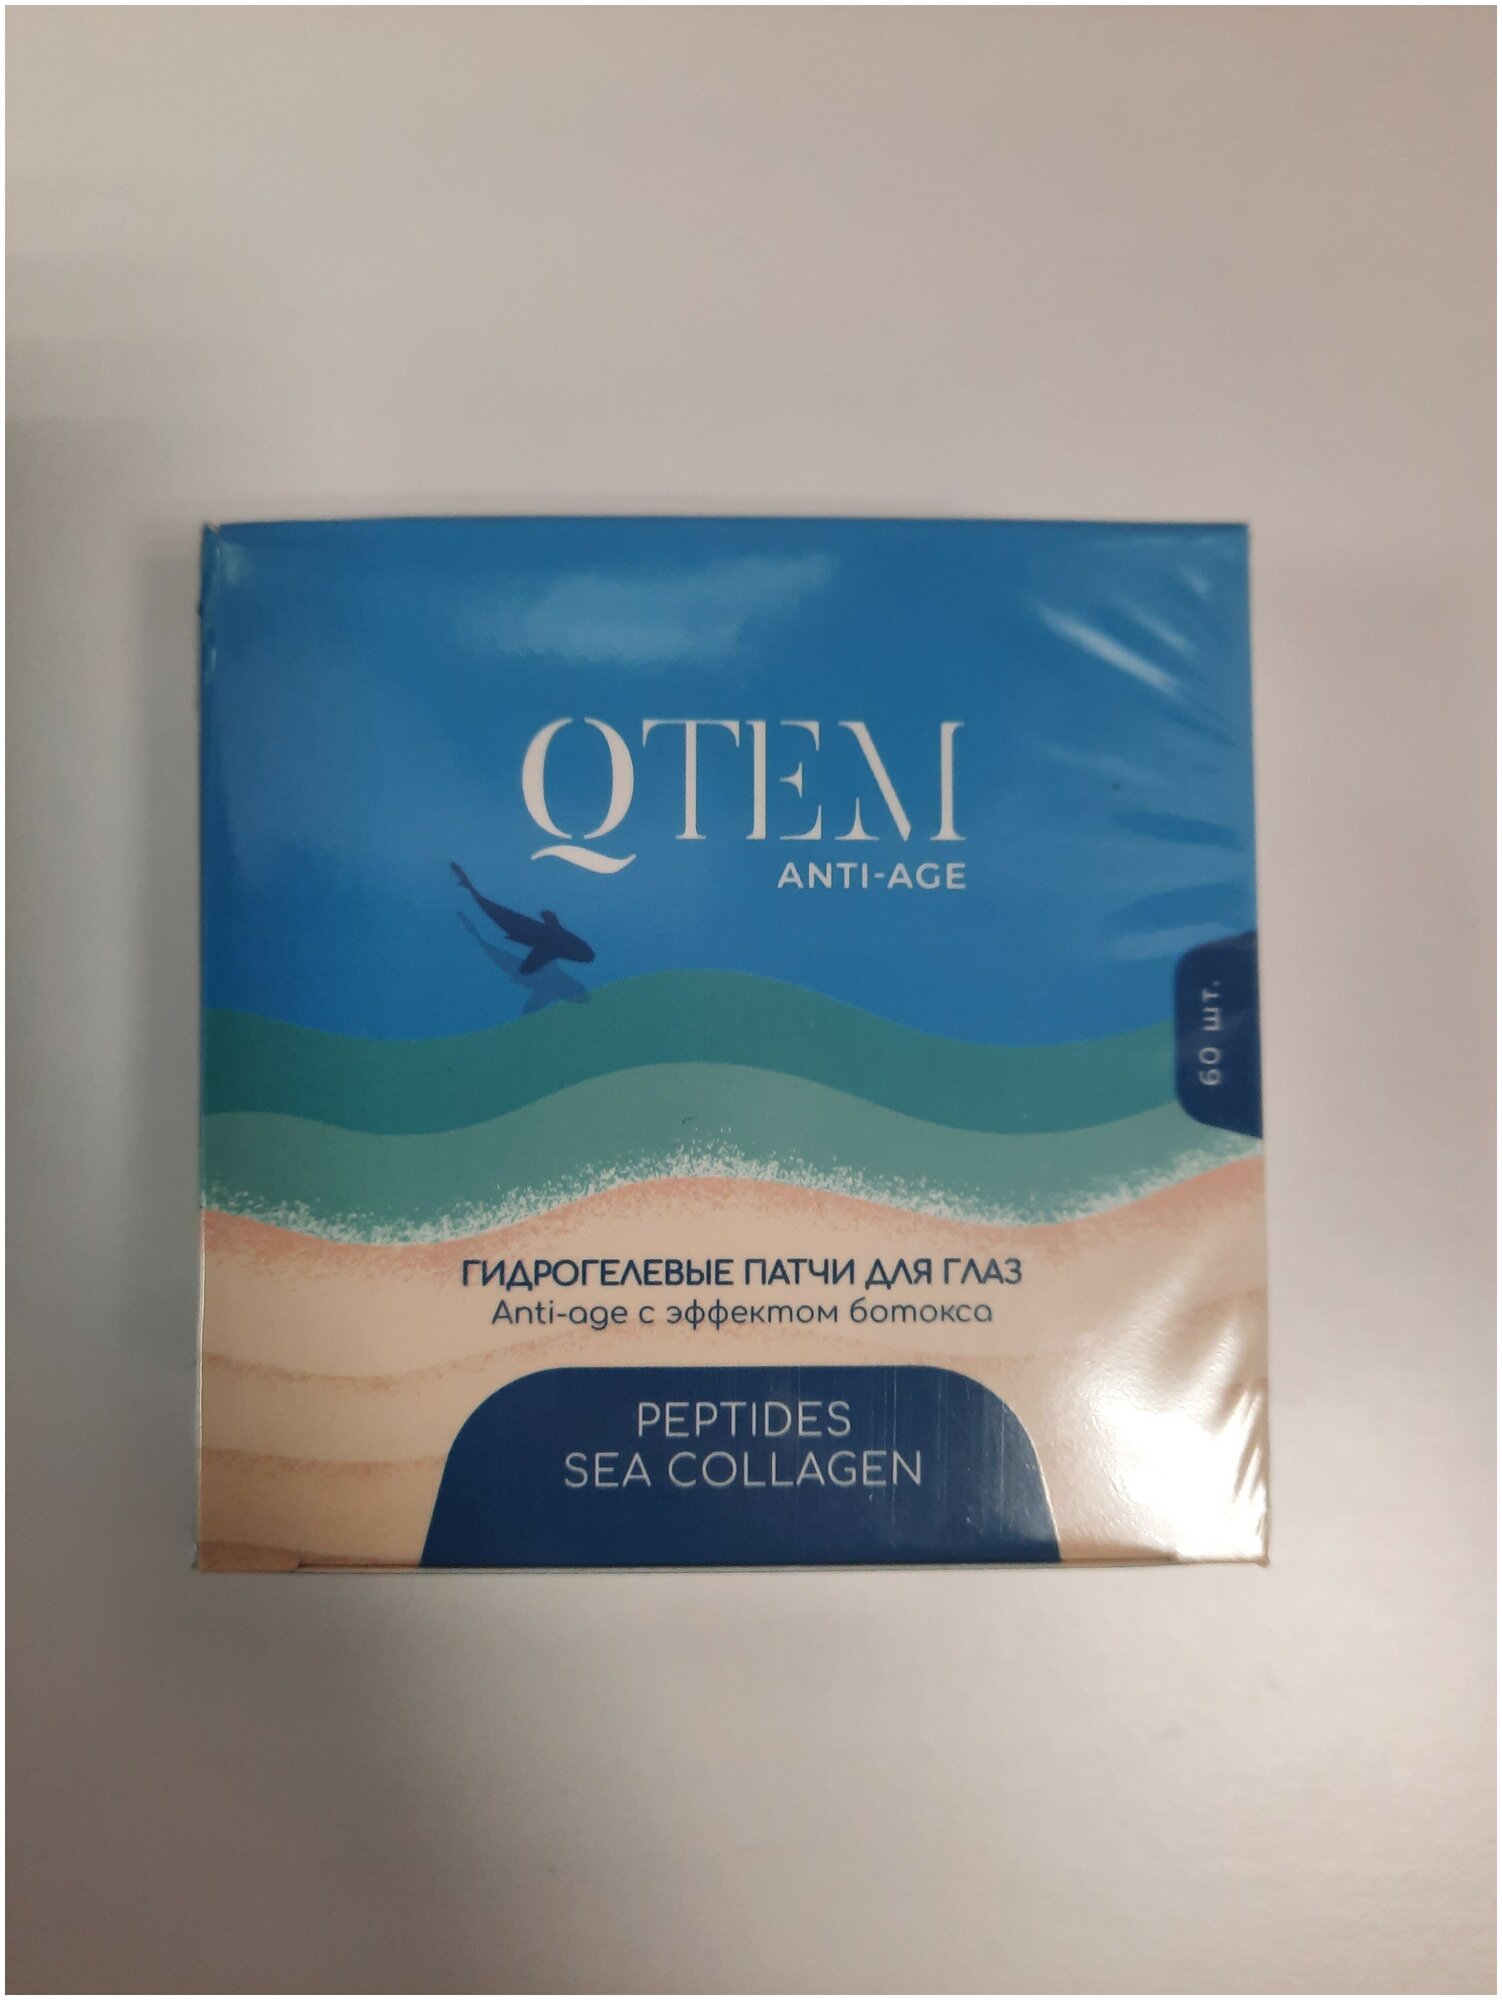 QTEM
ANTI-AGE
60 шт.
ГИДРОГЕЛЕВЫЕ ПАТЧИ ДЛЯ ГЛАЗ
Anti-age с эффектом ботокса
PEPTIDES
SEA COLLAGEN